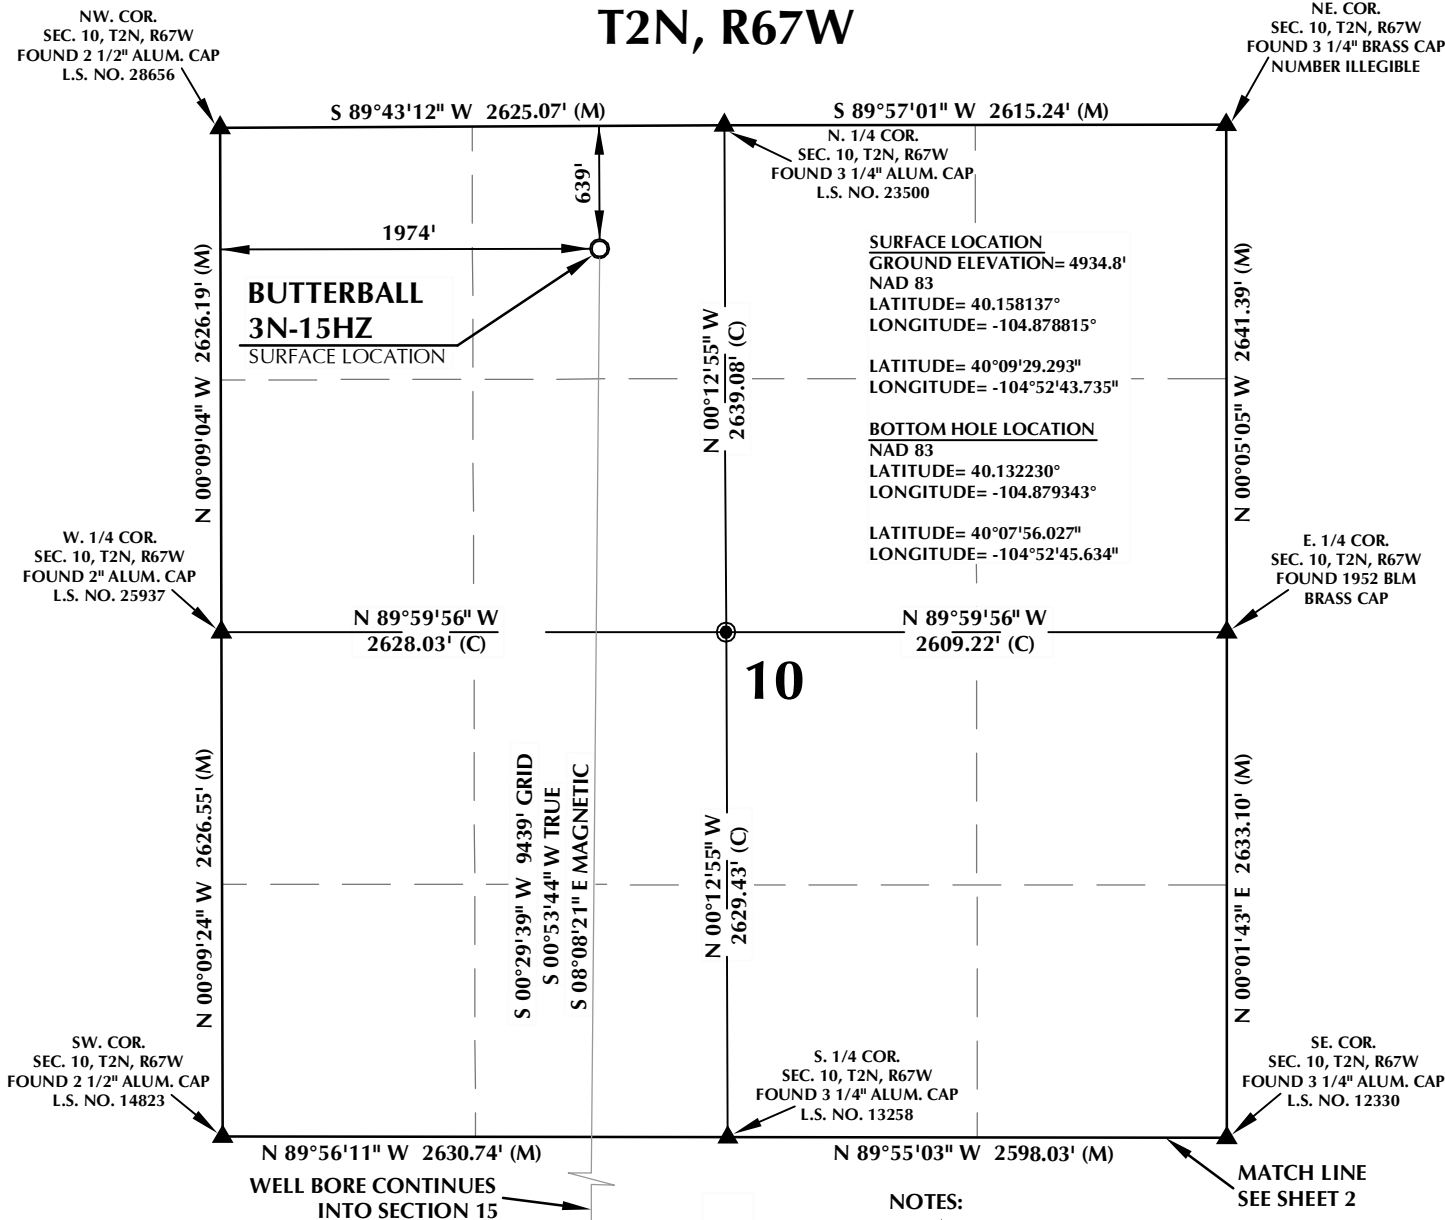 T2N, R67W
NW. COR.
SEC. 10, T2N, R67W
FOUND 2 1/2" ALUM. CAP
L.S. NO. 28656
NE. COR.
SEC. 10, T2N, R67W
FOUND 3 1/4" BRASS CAP
NUMBER ILLEGIBLE
S 89°43'12" W 2625.07' (M)
S 89°57'01" W 2615.24' (M)
N. 1/4 COR.
SEC. 10, T2N, R67W
FOUND 3 1/4" ALUM. CAP
L.S. NO. 23500
639'
1974'
BUTTERBALL
3N-15HZ
SURFACE LOCATION
N 00°09'04" W 2626.19' (M)
N 00°12'55" W
2639.08' (C)
SURFACE LOCATION
GROUND ELEVATION= 4934.8'
NAD 83
LATITUDE= 40.158137°
LONGITUDE= -104.878815°
LATITUDE= 40°09'29.293"
LONGITUDE= -104°52'43.735"
BOTTOM HOLE LOCATION
NAD 83
LATITUDE= 40.132230°
LONGITUDE= -104.879343°
LATITUDE= 40°07'56.027"
LONGITUDE= -104°52'45.634"
N 00°05'05" W 2641.39' (M)
W. 1/4 COR.
SEC. 10, T2N, R67W
FOUND 2" ALUM. CAP
L.S. NO. 25937
E. 1/4 COR.
SEC. 10, T2N, R67W
FOUND 1952 BLM
BRASS CAP
N 89°59'56" W
2628.03' (C)
N 89°59'56" W
2609.22' (C)
10
N 00°09'24" W 2626.55' (M)
S 00°29'39" W 9439' GRID
S 00°53'44" W TRUE
S 08°08'21" E MAGNETIC
N 00°12'55" W
2629.43' (C)
N 00°01'43" E 2633.10' (M)
SW. COR.
SEC. 10, T2N, R67W
FOUND 2 1/2" ALUM. CAP
L.S. NO. 14823
S. 1/4 COR.
SEC. 10, T2N, R67W
FOUND 3 1/4" ALUM. CAP
L.S. NO. 13258
SE. COR.
SEC. 10, T2N, R67W
FOUND 3 1/4" ALUM. CAP
L.S. NO. 12330
N 89°56'11" W 2630.74' (M)
N 89°55'03" W 2598.03' (M)
WELL BORE CONTINUES
INTO SECTION 15
NOTES:
MATCH LINE
SEE SHEET 2